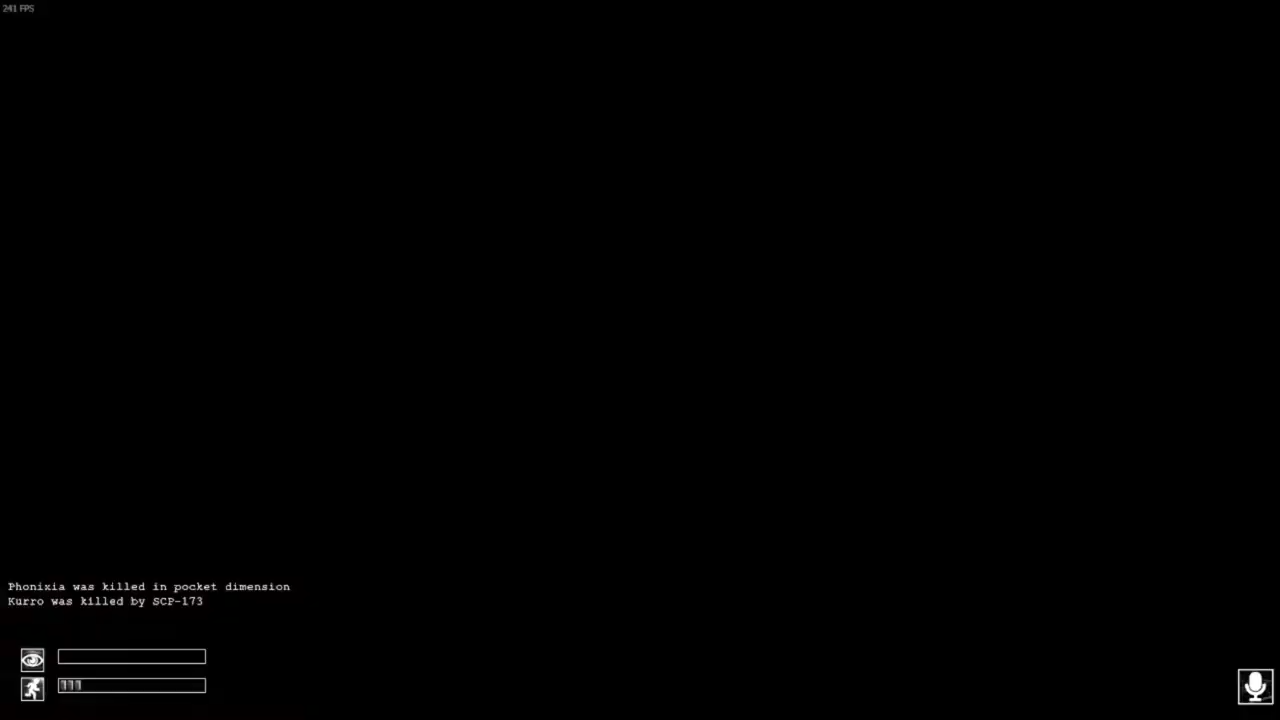 241 FPS
Phonixia was killed in pocket dimension
Kurro was killed by SCP-173